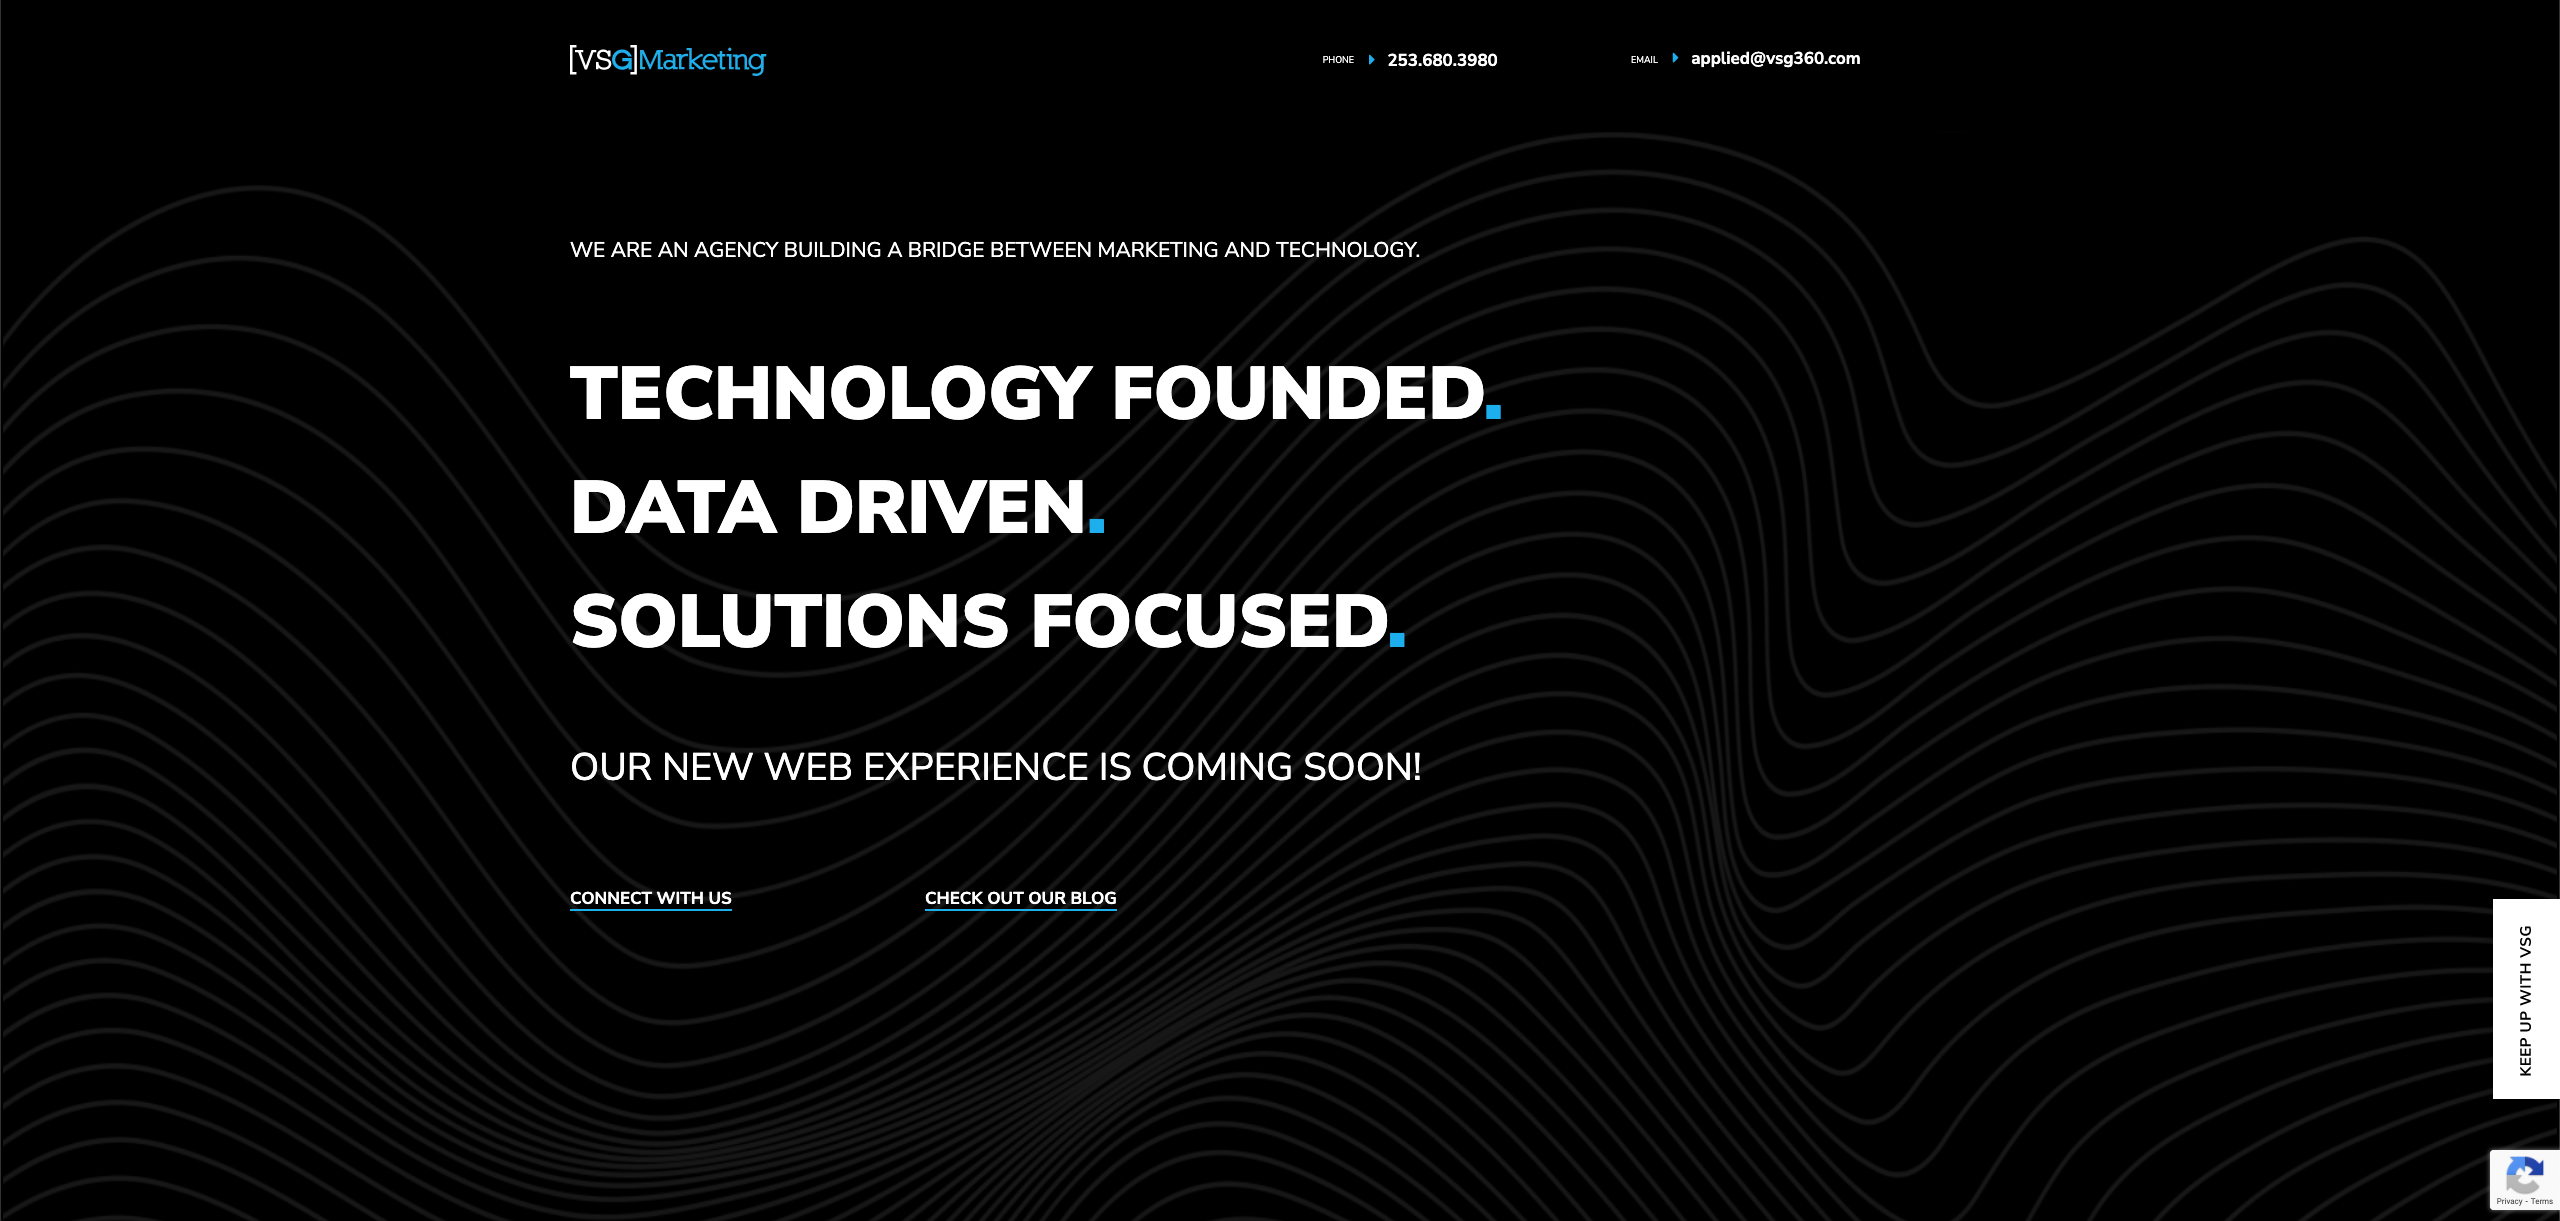 [VSG]Marketing
PHONE 253.680.3980
EMAIL applied@vsg360.com
WE ARE AN AGENCY BUILDING A BRIDGE BETWEEN MARKETING AND TECHNOLOGY.
TECHNOLOGY FOUNDED.
DATA DRIVEN.
SOLUTIONS FOCUSED.
OUR NEW WEB EXPERIENCE IS COMING SOON!
CONNECT WITH US
CHECK OUT OUR BLOG
KEEP UP WITH VSG
Privacy - Terms